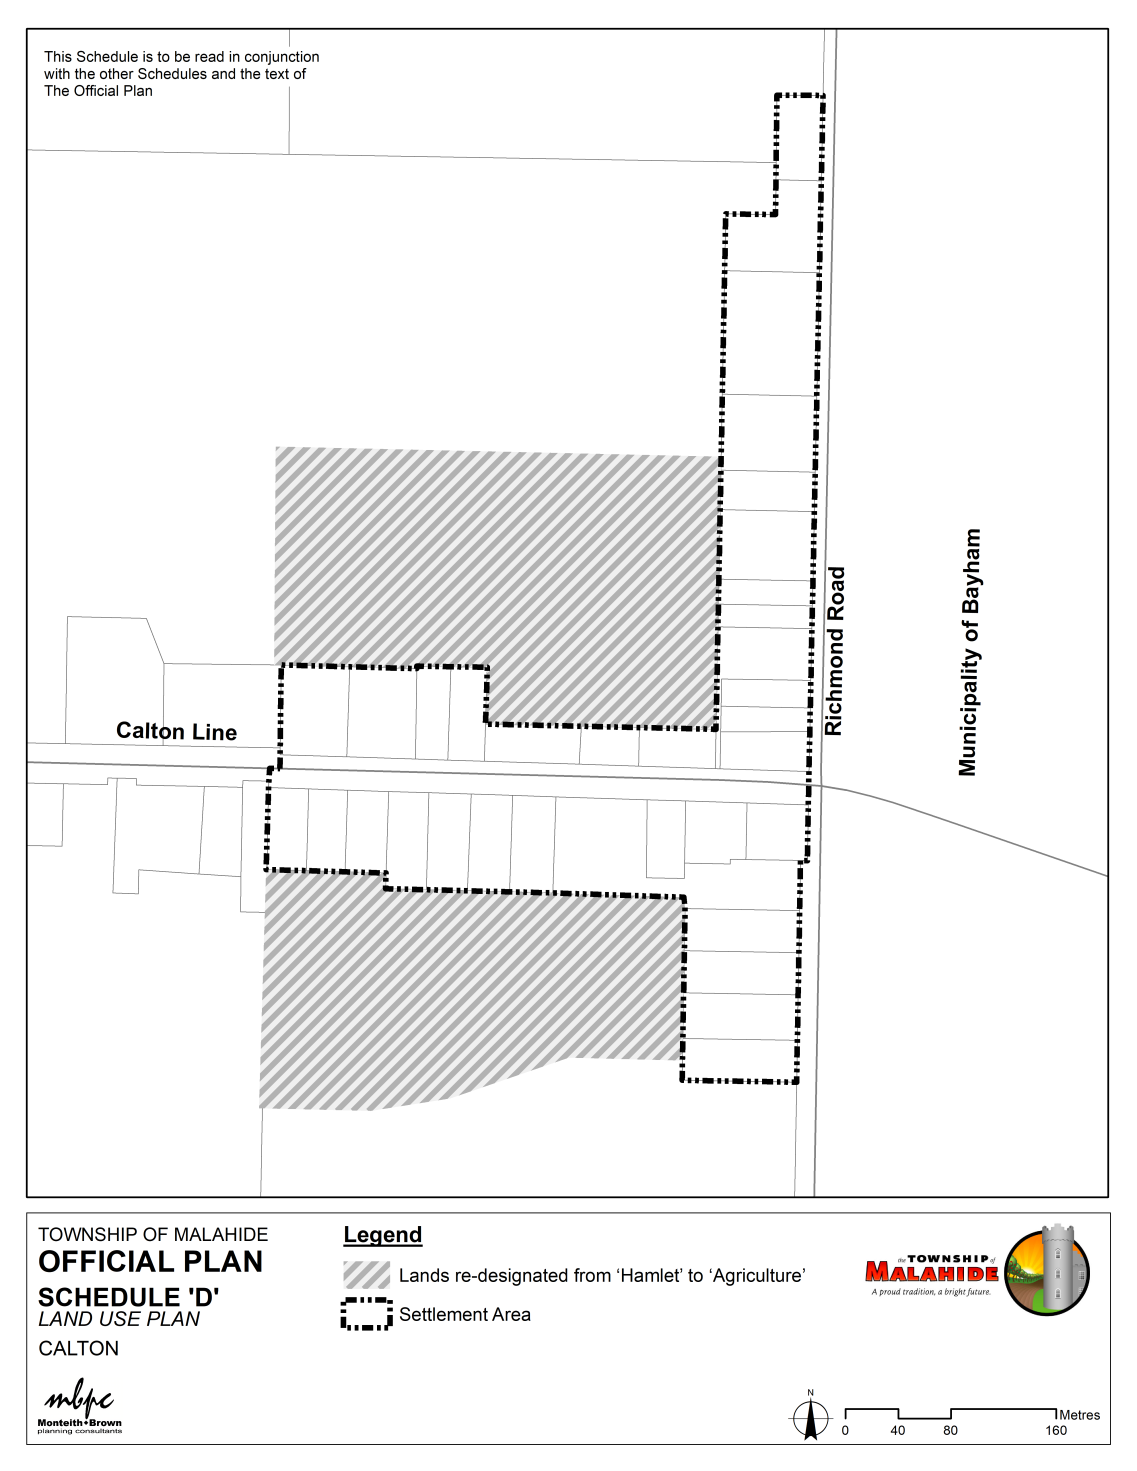 This Schedule is to be read in conjunction
with the other Schedules and the text of
The Official Plan
Calton Line
Richmond Road
Municipality of Bayham
TOWNSHIP OF MALAHIDE
OFFICIAL PLAN
SCHEDULE 'D'
LAND USE PLAN
CALTON
mbpc
Monteith•Brown
planning consultants
Legend
Lands re-designated from ‘Hamlet’ to ‘Agriculture’
Settlement Area
the TOWNSHIP of
MALAHIDE
A proud tradition, a bright future.
N
Metres
0 40 80 160